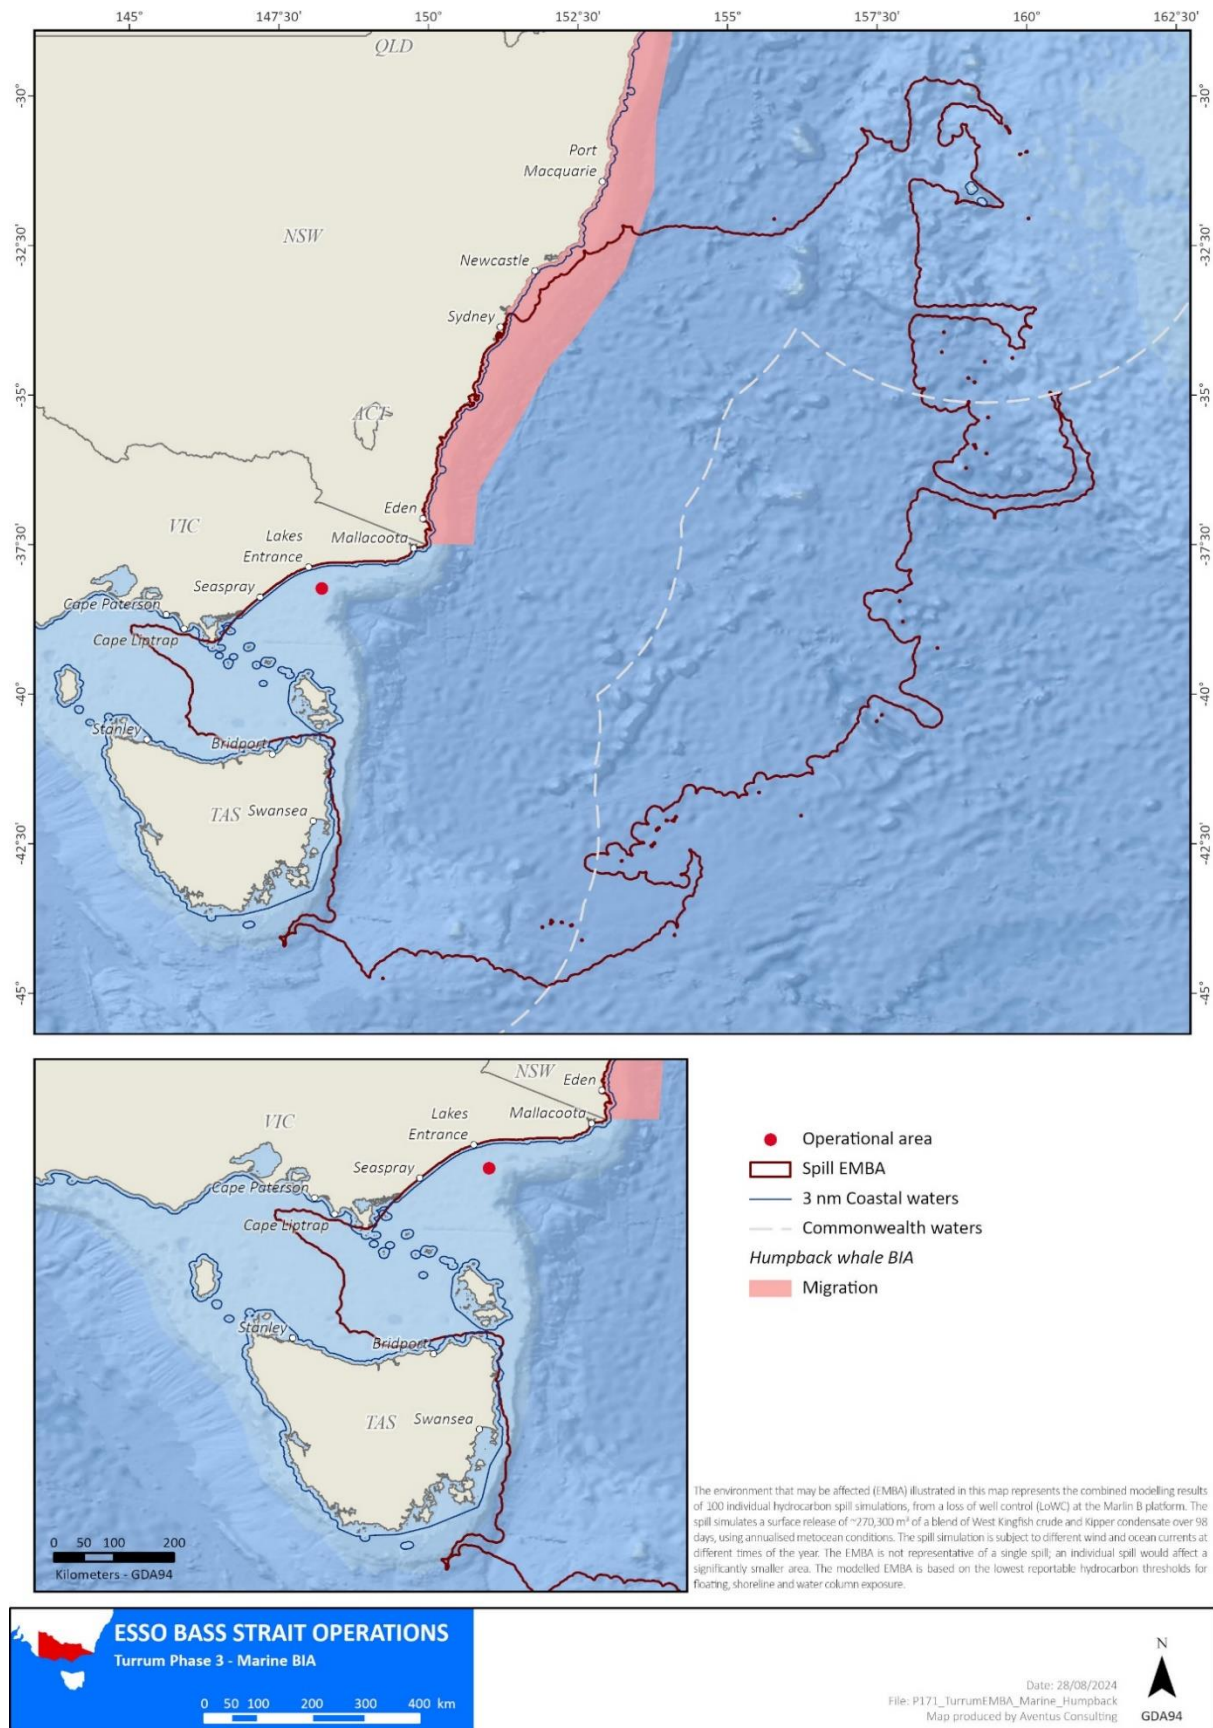 145°
147°30'
150°
152°30'
155°
157°30'
160°
162°30'
-30°
-32°30'
-35°
-37°30'
-40°
-42°30'
-45°
-30°
-32°30'
-35°
-37°30'
-40°
-42°30'
-45°
QLD
Port
Macquarie
NSW
Newcastle
Sydney
ACT
Eden
VIC
Lakes
Entrance
Mallacoota
Seaspray
Cape Paterson
Cape Liptrap
Stanley
Bridport
TAS
Swansea
NSW
Eden
Lakes
Entrance
Mallacoota
VIC
Seaspray
Cape Paterson
Cape Liptrap
Stanley
Bridport
TAS
Swansea
0 50 100 200
Kilometers - GDA94
Operational area
Spill EMBA
3 nm Coastal waters
Commonwealth waters
Humpback whale BIA
Migration
The environment that may be affected (EMBA) illustrated in this map represents the combined modelling results
of 100 individual hydrocarbon spill simulations, from a loss of well control (LoWC) at the Marlin B platform. The
spill simulates a surface release of ~270,300 m³ of a blend of West Kingfish crude and Kipper condensate over 98
days, using annualised metocean conditions. The spill simulation is subject to different wind and ocean currents at
different times of the year. The EMBA is not representative of a single spill; an individual spill would affect a
significantly smaller area. The modelled EMBA is based on the lowest reportable hydrocarbon thresholds for
floating, shoreline and water column exposure.
ESSO BASS STRAIT OPERATIONS
Turrum Phase 3 - Marine BIA
0 50 100 200 300 400 km
N
GDA94
Date: 28/08/2024
File: P171_TurrumEMBA_Marine_Humpback
Map produced by Aventus Consulting